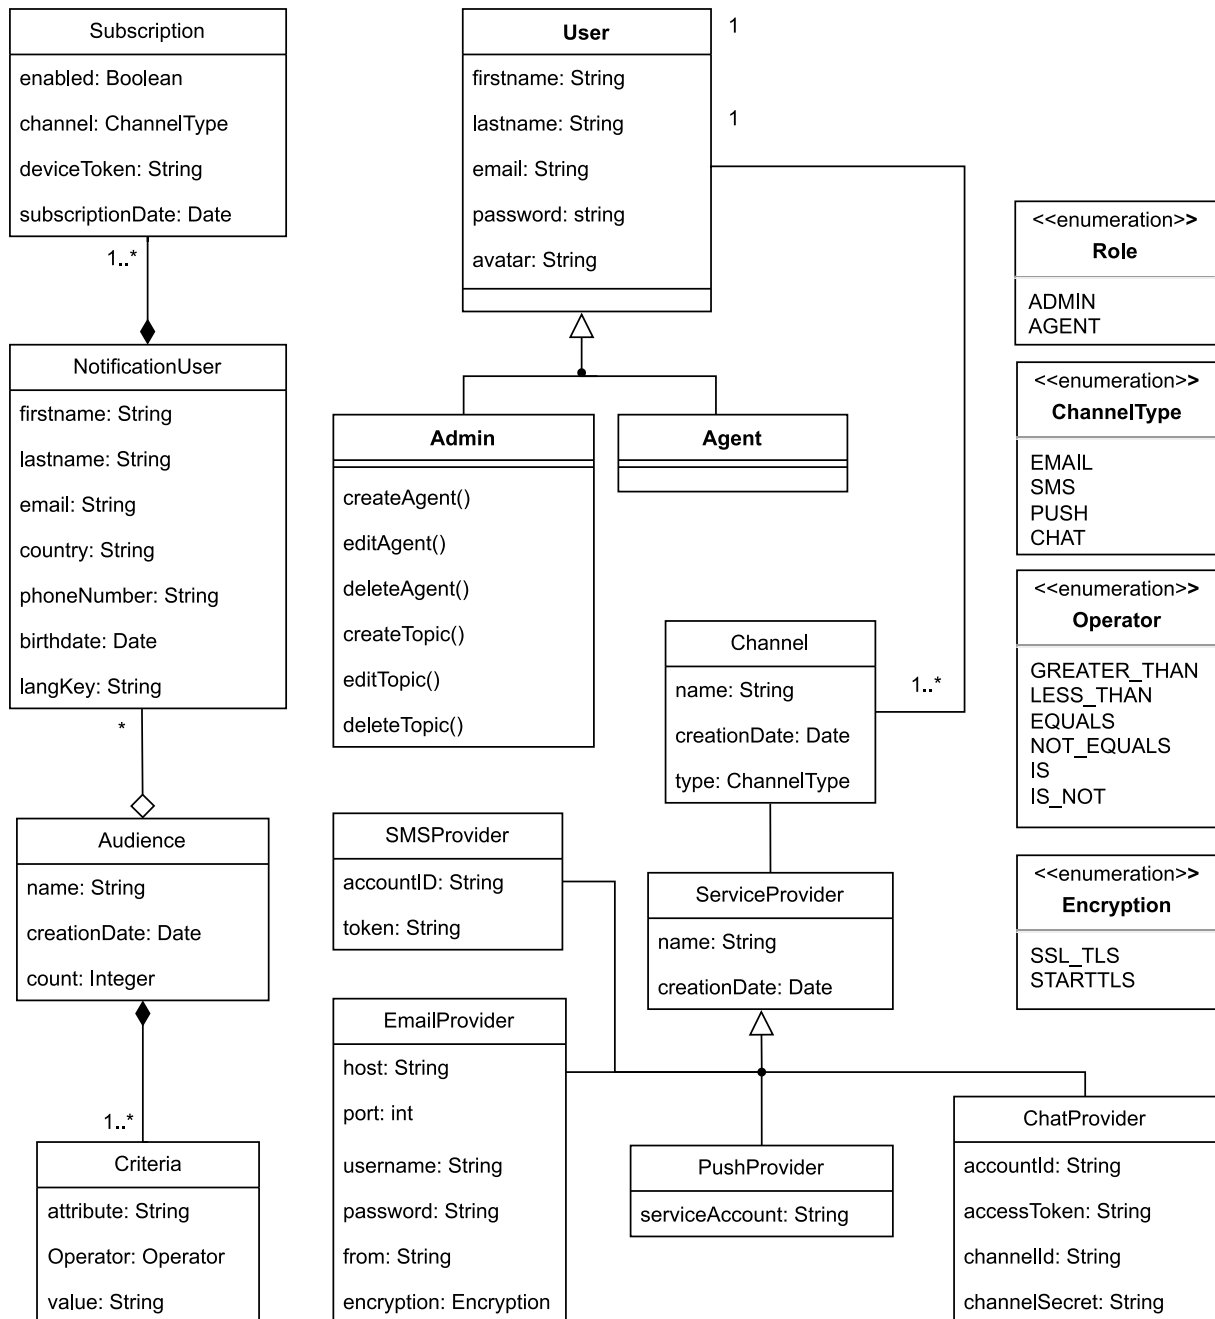 Subscription
enabled: Boolean
channel: ChannelType
deviceToken: String
subscriptionDate: Date
1..*
NotificationUser
firstname: String
lastname: String
email: String
country: String
phoneNumber: String
birthdate: Date
langKey: String
*
Audience
name: String
creationDate: Date
count: Integer
1..*
Criteria
attribute: String
Operator: Operator
value: String
User
firstname: String
lastname: String
email: String
password: string
avatar: String
1
1
Admin
createAgent()
editAgent()
deleteAgent()
createTopic()
editTopic()
deleteTopic()
Agent
Channel
name: String
creationDate: Date
type: ChannelType
1..*
SMSProvider
accountID: String
token: String
ServiceProvider
name: String
creationDate: Date
EmailProvider
host: String
port: int
username: String
password: String
from: String
encryption: Encryption
PushProvider
serviceAccount: String
ChatProvider
accountId: String
accessToken: String
channelId: String
channelSecret: String
<<enumeration>>
Role
ADMIN
AGENT
<<enumeration>>
ChannelType
EMAIL
SMS
PUSH
CHAT
<<enumeration>>
Operator
GREATER_THAN
LESS_THAN
EQUALS
NOT_EQUALS
IS
IS_NOT
<<enumeration>>
Encryption
SSL_TLS
STARTTLS